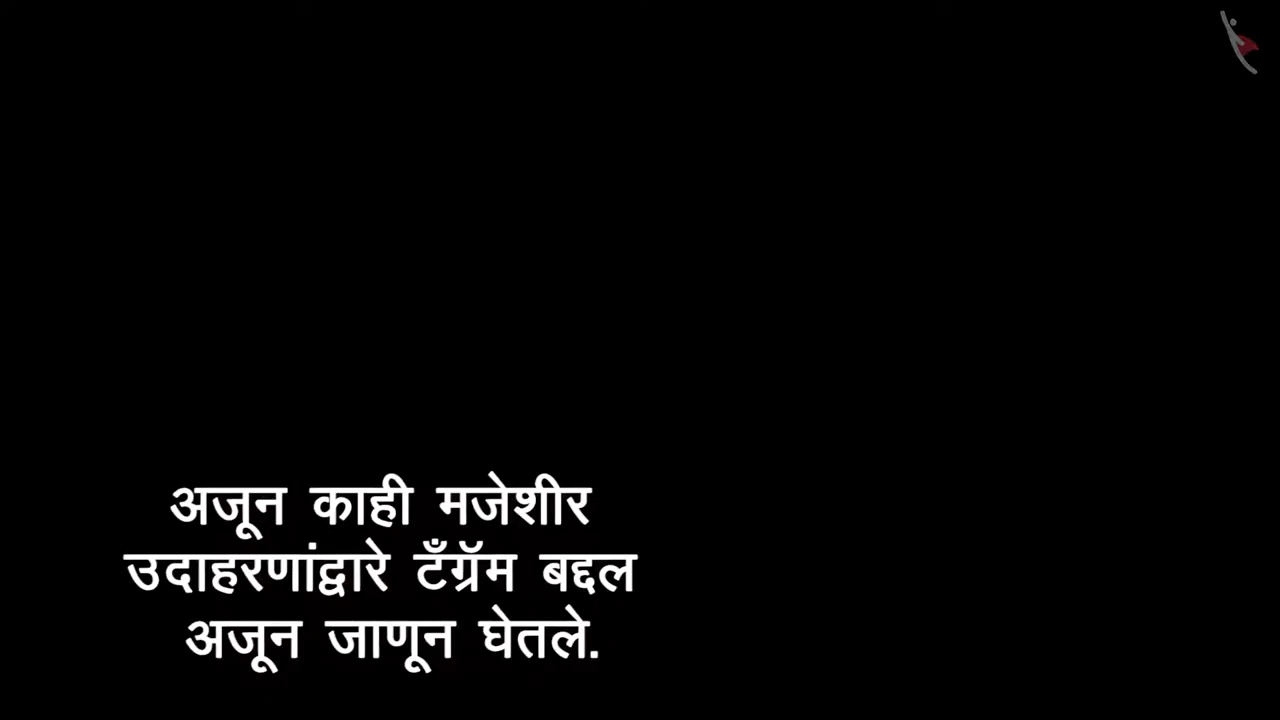 अजून काही मजेशीर
उदाहरणांद्वारे टँग्रॅम बद्दल
अजून जाणून घेतले.